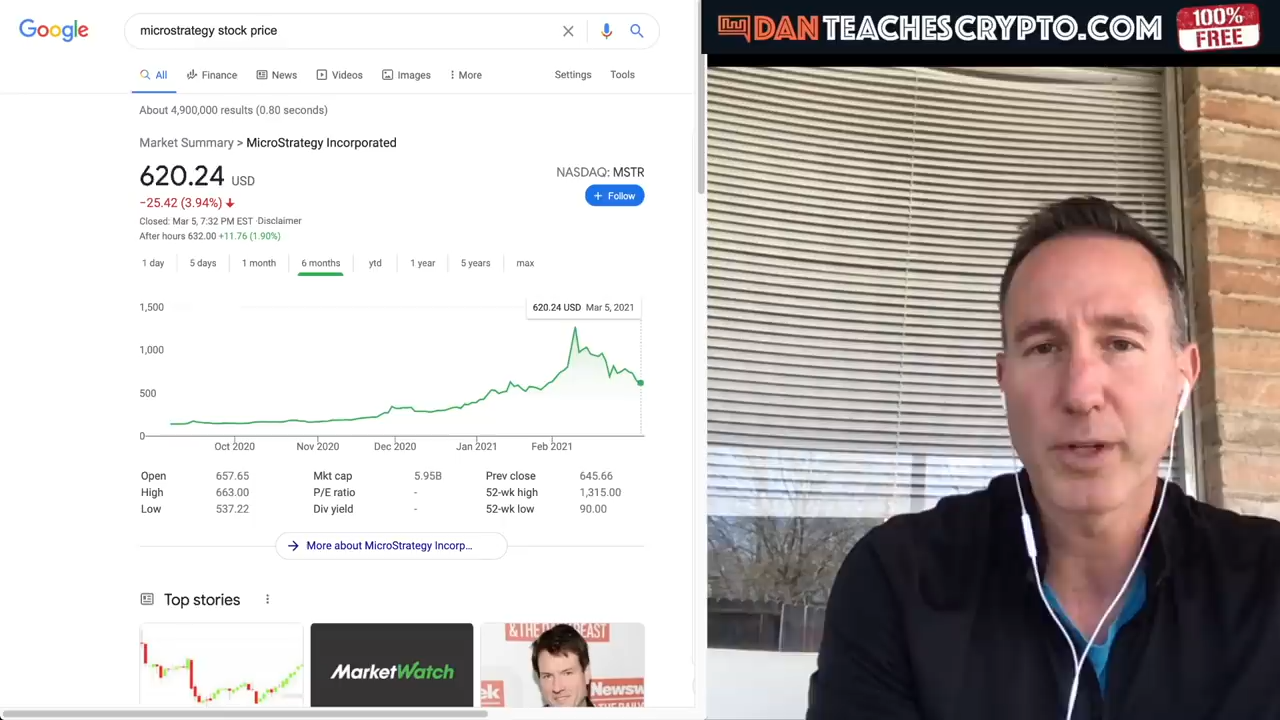 Google
microstrategy stock price
All Finance News Videos Images More Settings Tools
About 4,900,000 results (0.80 seconds)
Market Summary > MicroStrategy Incorporated
620.24 USD
NASDAQ: MSTR
−25.42 (3.94%)
+ Follow
Closed: Mar 5, 7:32 PM EST · Disclaimer
After hours 632.00 +11.76 (1.90%)
1 day 5 days 1 month 6 months ytd 1 year 5 years max
620.24 USD Mar 5, 2021
1,500
1,000
500
0
Oct 2020 Nov 2020 Dec 2020 Jan 2021 Feb 2021
Open 657.65 Mkt cap 5.95B Prev close 645.66
High 663.00 P/E ratio - 52-wk high 1,315.00
Low 537.22 Div yield - 52-wk low 90.00
More about MicroStrategy Incorp...
Top stories
MarketWatch
& THE DAILY BEAST
Newsw
DANTEACHESCRYPTO.COM
100%
FREE